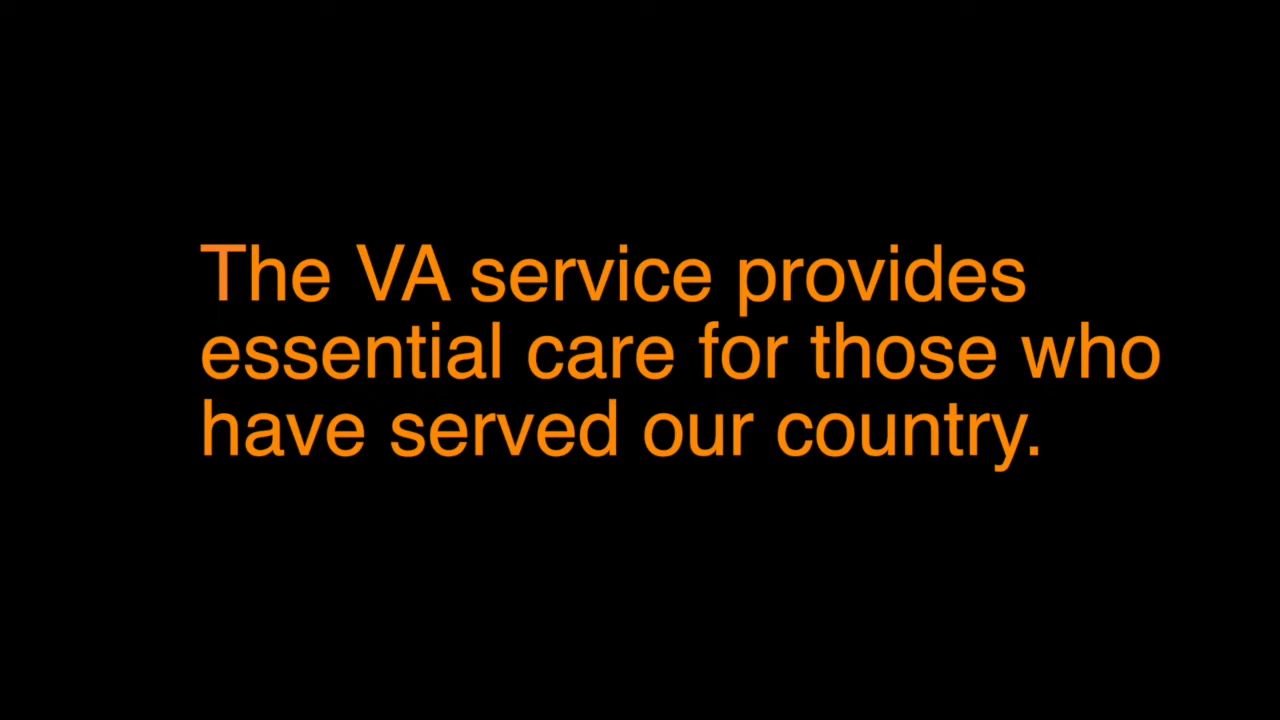 The VA service provides
essential care for those who
have served our country.